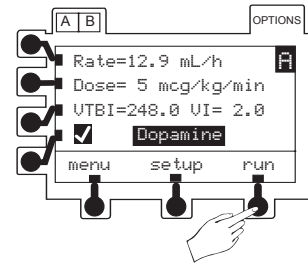 A B OPTIONS
Rate=12.9 mL/h A
Dose= 5 mcg/kg/min
VTBI=248.0 VI= 2.0
✓ Dopamine
menu setup run